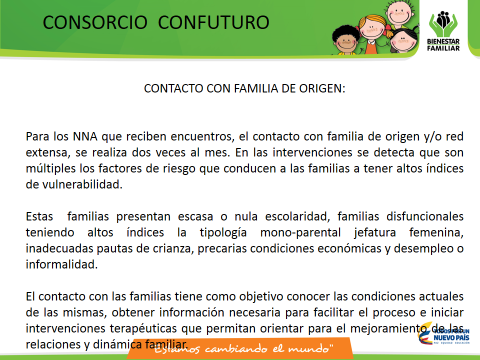 CONSORCIO CONFUTURO
BIENESTAR
FAMILIAR
CONTACTO CON FAMILIA DE ORIGEN:
Para los NNA que reciben encuentros, el contacto con familia de origen y/o red
extensa, se realiza dos veces al mes. En las intervenciones se detecta que son
múltiples los factores de riesgo que conducen a las familias a tener altos índices
de vulnerabilidad.
Estas familias presentan escasa o nula escolaridad, familias disfuncionales
teniendo altos índices la tipología mono-parental jefatura femenina,
inadecuadas pautas de crianza, precarias condiciones económicas y desempleo o
informalidad.
El contacto con las familias tiene como objetivo conocer las condiciones actuales
de las mismas, obtener información necesaria para facilitar el proceso e iniciar
intervenciones terapéuticas que permitan orientar para el mejoramiento de las
relaciones y dinámica familiar.
Estamos cambiando el mundo"
TODOS POR UN
NUEVO PAÍS